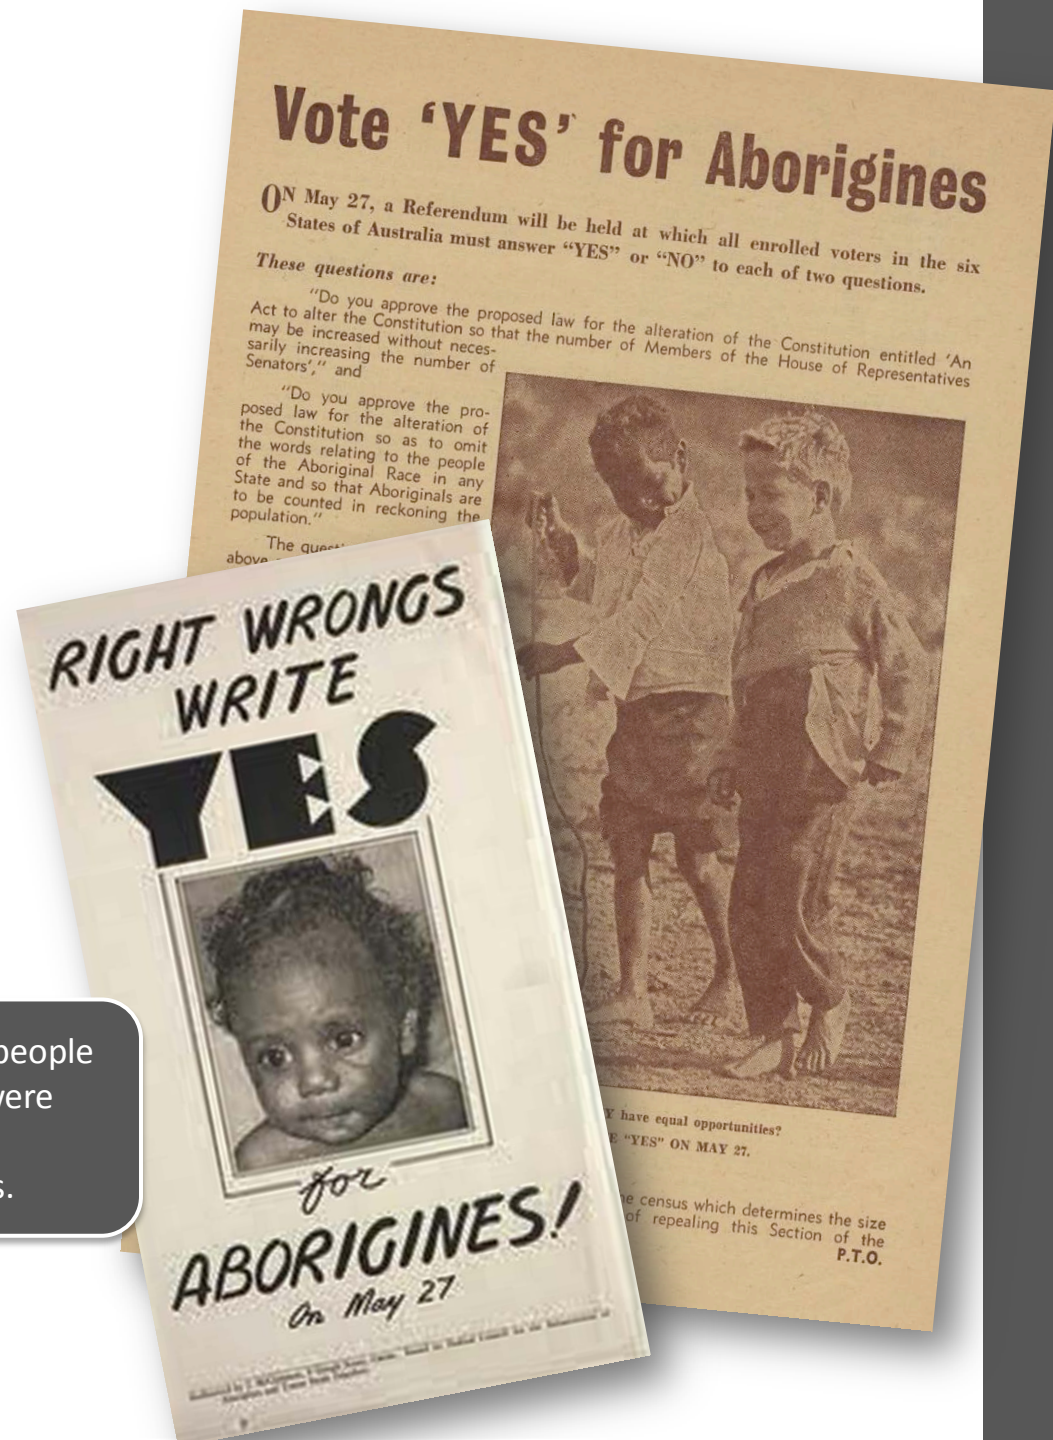 Vote ‘YES’ for Aborigines
ON May 27, a Referendum will be held at which all enrolled voters in the six
States of Australia must answer “YES” or “NO” to each of two questions.
These questions are:
“Do you approve the proposed law for the alteration of the Constitution entitled ‘An
Act to alter the Constitution so that the number of Members of the House of Representatives
may be increased without neces-
sarily increasing the number of
Senators’,” and
“Do you approve the pro-
posed law for the alteration of
the Constitution so as to omit
the words relating to the people
of the Aboriginal Race in any
State and so that Aboriginals are
to be counted in reckoning the
population.”
The
above
have equal opportunities?
“YES” ON MAY 27.
census which determines the size
of repealing this Section of the
P.T.O.
RIGHT WRONGS
WRITE
YES
for
ABORIGINES!
On May 27
people